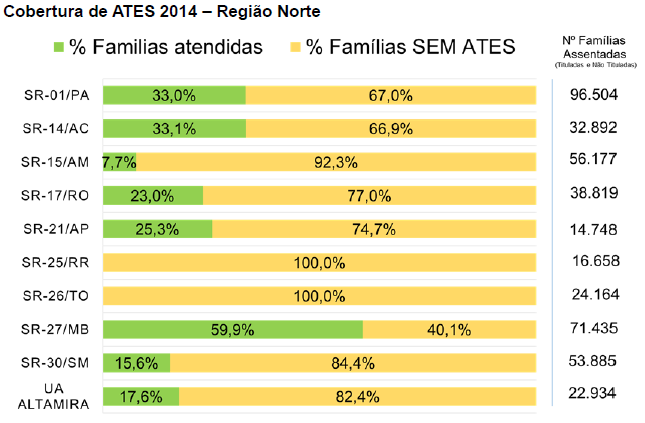 Cobertura de ATES 2014 – Região Norte
% Familias atendidas % Famílias SEM ATES
Nº Famílias
Assentadas
(Tituladas e Não Tituladas)
SR-01/PA 33,0% 67,0% 96.504
SR-14/AC 33,1% 66,9% 32.892
SR-15/AM 7,7% 92,3% 56.177
SR-17/RO 23,0% 77,0% 38.819
SR-21/AP 25,3% 74,7% 14.748
SR-25/RR 100,0% 16.658
SR-26/TO 100,0% 24.164
SR-27/MB 59,9% 40,1% 71.435
SR-30/SM 15,6% 84,4% 53.885
UA
ALTAMIRA 17,6% 82,4% 22.934